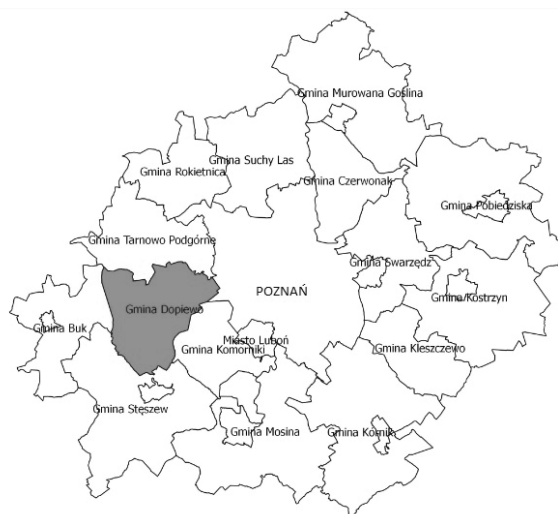 Gmina Murowana Goślina
Gmina Suchy Las
Gmina Rokietnica
Gmina Czerwonak
Gmina Pobiedziska
Gmina Tarnowo Podgórne
Gmina Swarzędz
POZNAŃ
Gmina Kostrzyn
Gmina Dopiewo
Gmina Buk
Miasto Luboń
Gmina Komorniki
Gmina Kleszczewo
Gmina Stęszew
Gmina Mosina
Gmina Kórnik